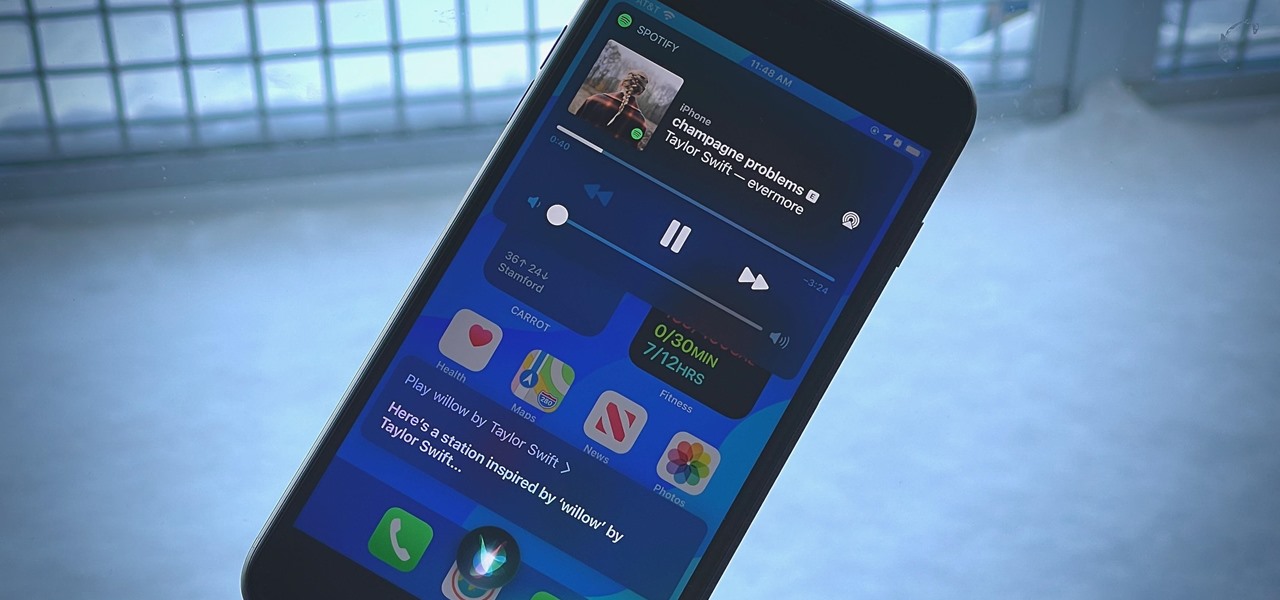 AT&T
11:48 AM
SPOTIFY
iPhone
champagne problems E
Taylor Swift — evermore
0:40
-3:24
36↑ 24↓
Stamford
CARROT
0/30MIN
7/12HRS
Fitness
Health
Maps
280
News
Photos
Play willow by Taylor Swift >
Here's a station inspired by 'willow' by
Taylor Swift...